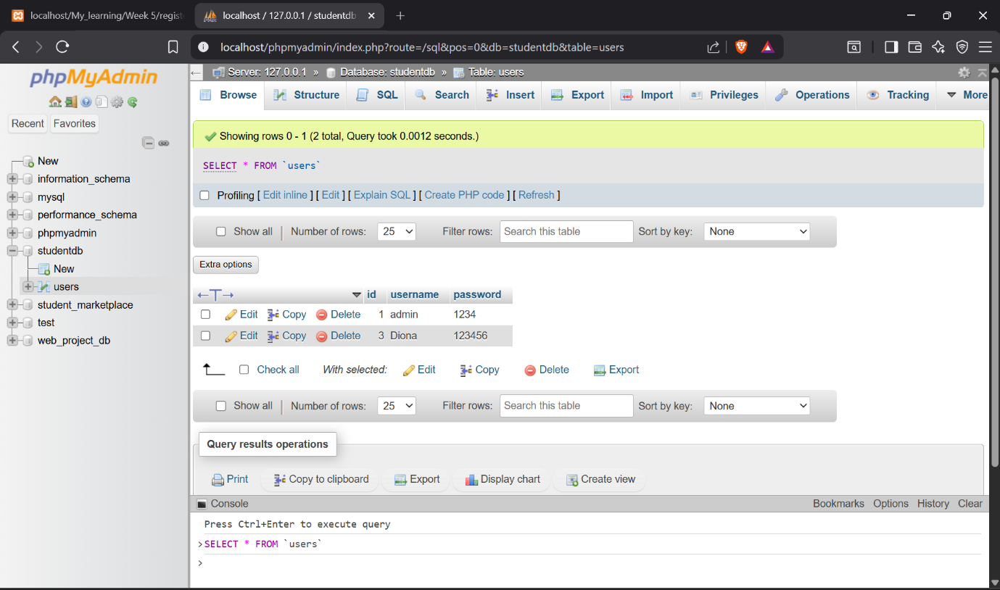 localhost/My_learning/Week 5/regist
localhost / 127.0.0.1 / studentdb
localhost/phpmyadmin/index.php?route=/sql&pos=0&db=studentdb&table=users
phpMyAdmin
Recent Favorites
New
information_schema
mysql
performance_schema
phpmyadmin
studentdb
New
users
student_marketplace
test
web_project_db
Server: 127.0.0.1 » Database: studentdb » Table: users
Browse Structure SQL Search Insert Export Import Privileges Operations Tracking More
Showing rows 0 - 1 (2 total, Query took 0.0012 seconds.)
SELECT * FROM `users`
Profiling [ Edit inline ] [ Edit ] [ Explain SQL ] [ Create PHP code ] [ Refresh ]
Show all | Number of rows: 25 Filter rows: Search this table Sort by key: None
Extra options
id username password
Edit Copy Delete 1 admin 1234
Edit Copy Delete 3 Diona 123456
Check all With selected: Edit Copy Delete Export
Show all | Number of rows: 25 Filter rows: Search this table Sort by key: None
Query results operations
Print Copy to clipboard Export Display chart Create view
Console Bookmarks Options History Clear
Press Ctrl+Enter to execute query
>SELECT * FROM `users`
>